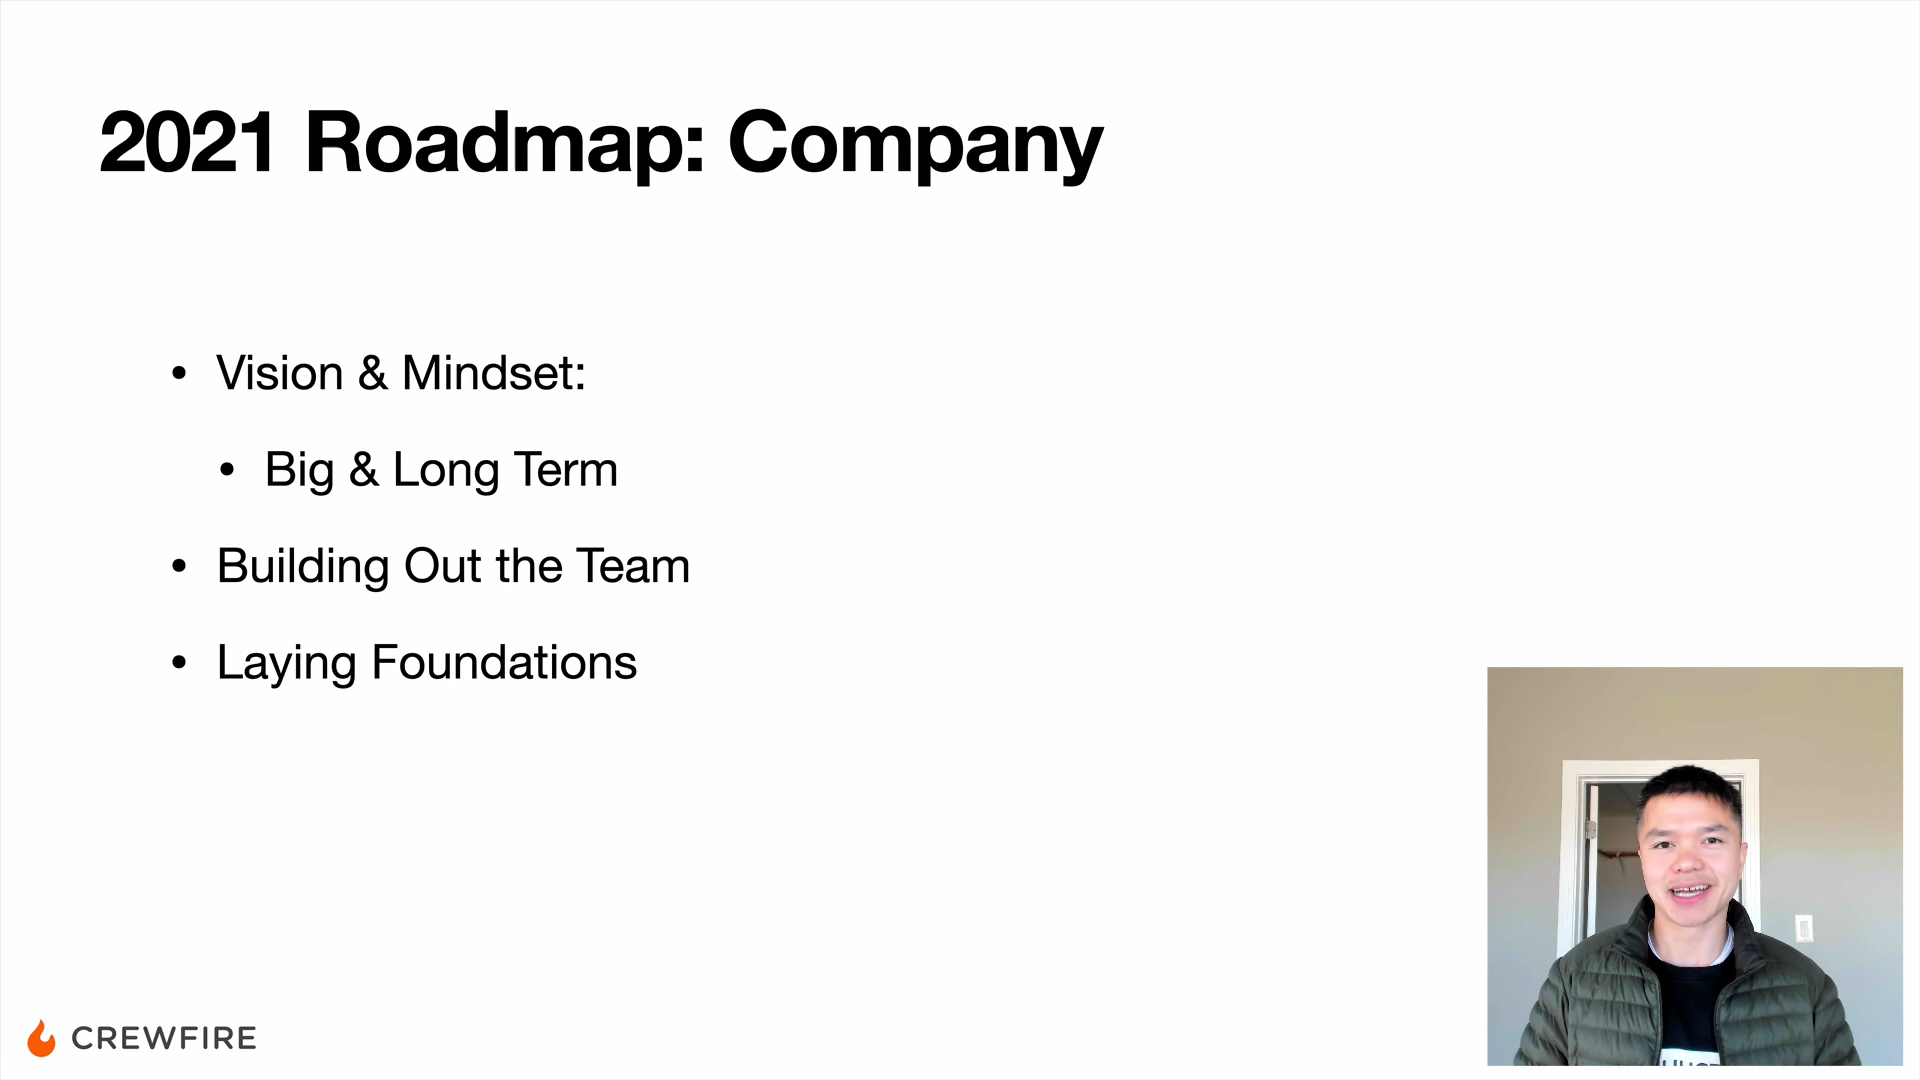 2021 Roadmap: Company
• Vision & Mindset:
• Big & Long Term
• Building Out the Team
• Laying Foundations
CREWFIRE